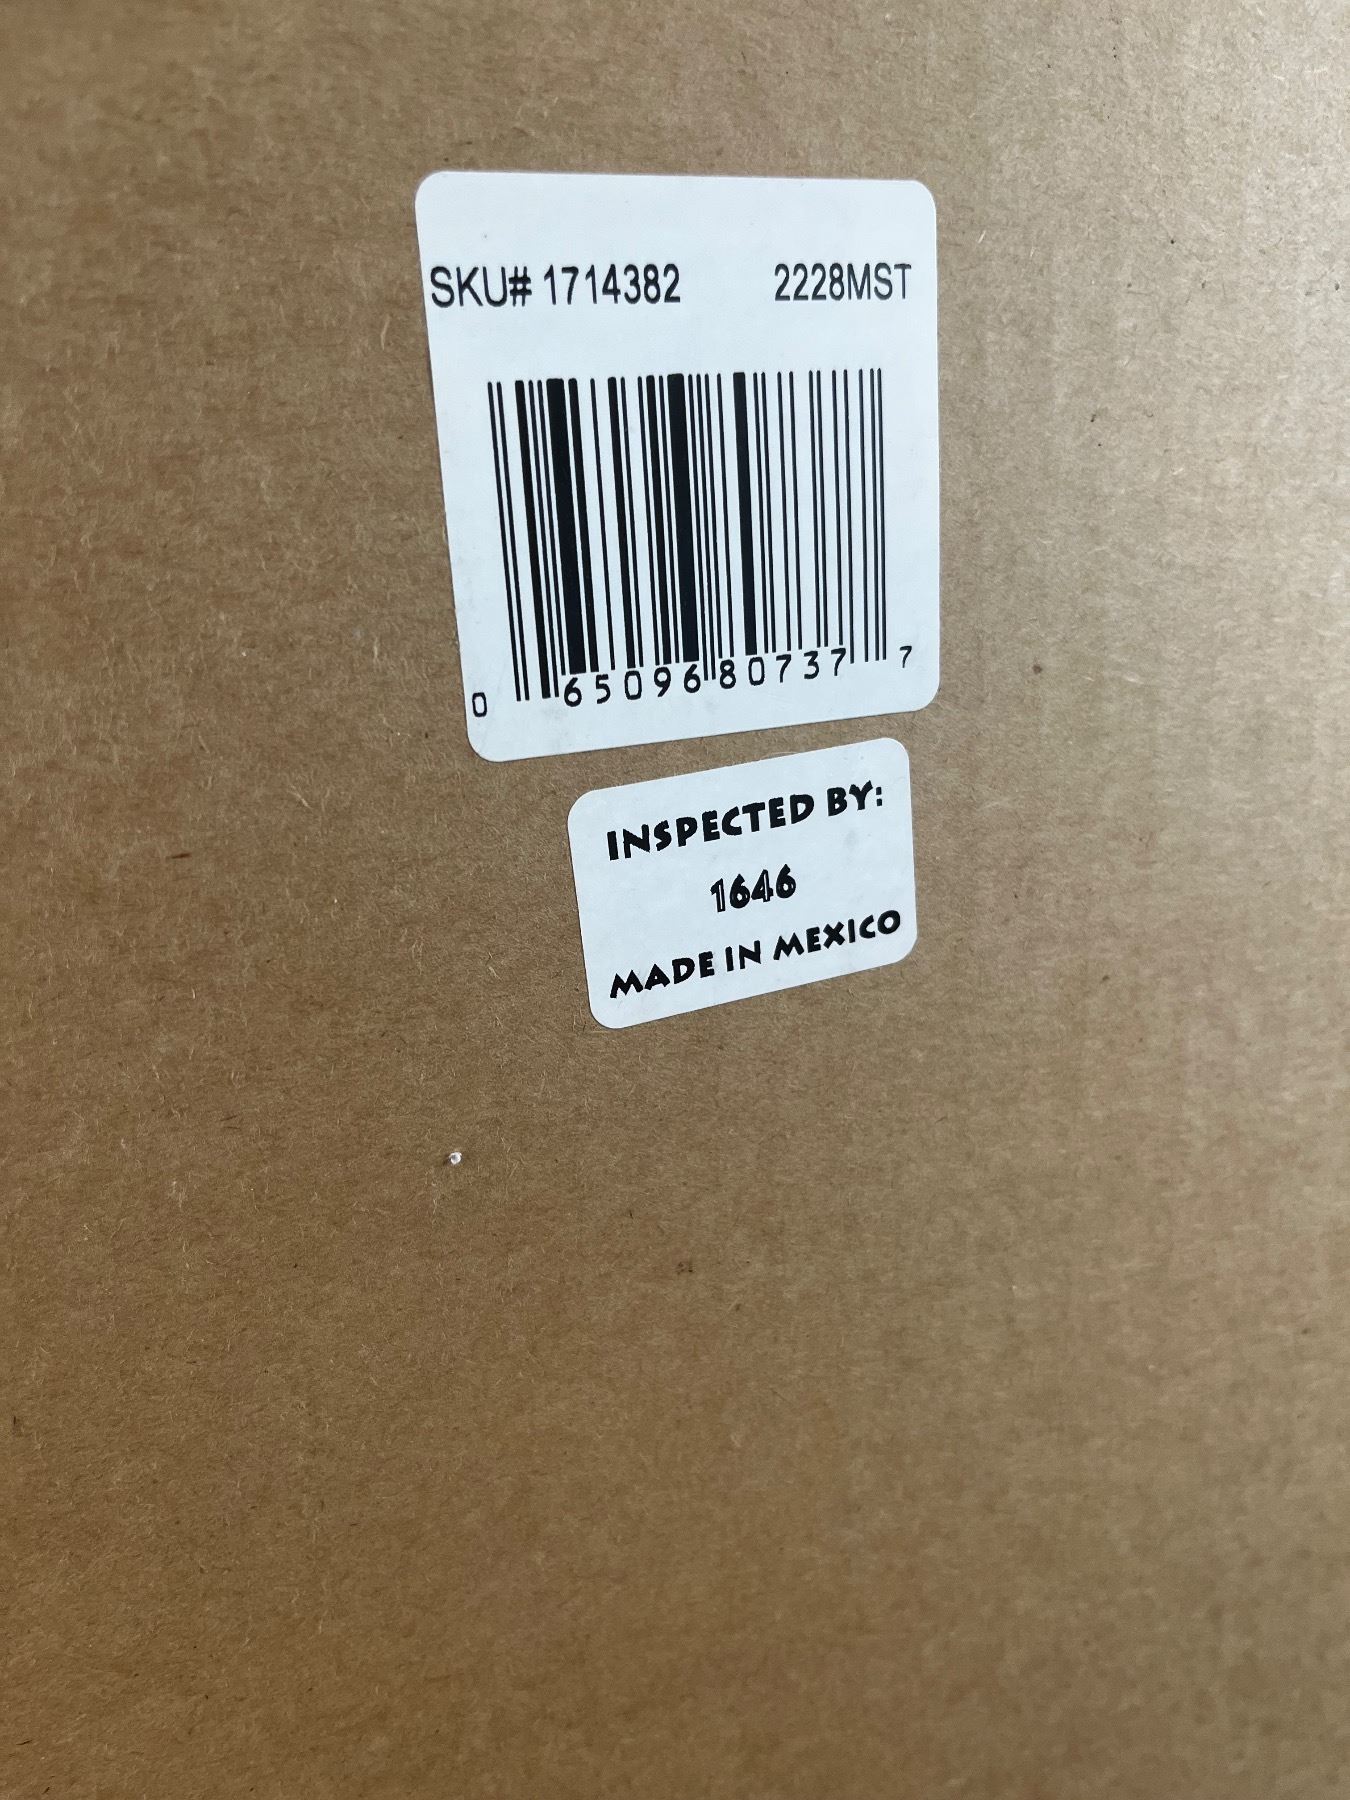 SKU# 1714382 2228MST
0 65096 80737 7
INSPECTED BY:
1646
MADE IN MEXICO